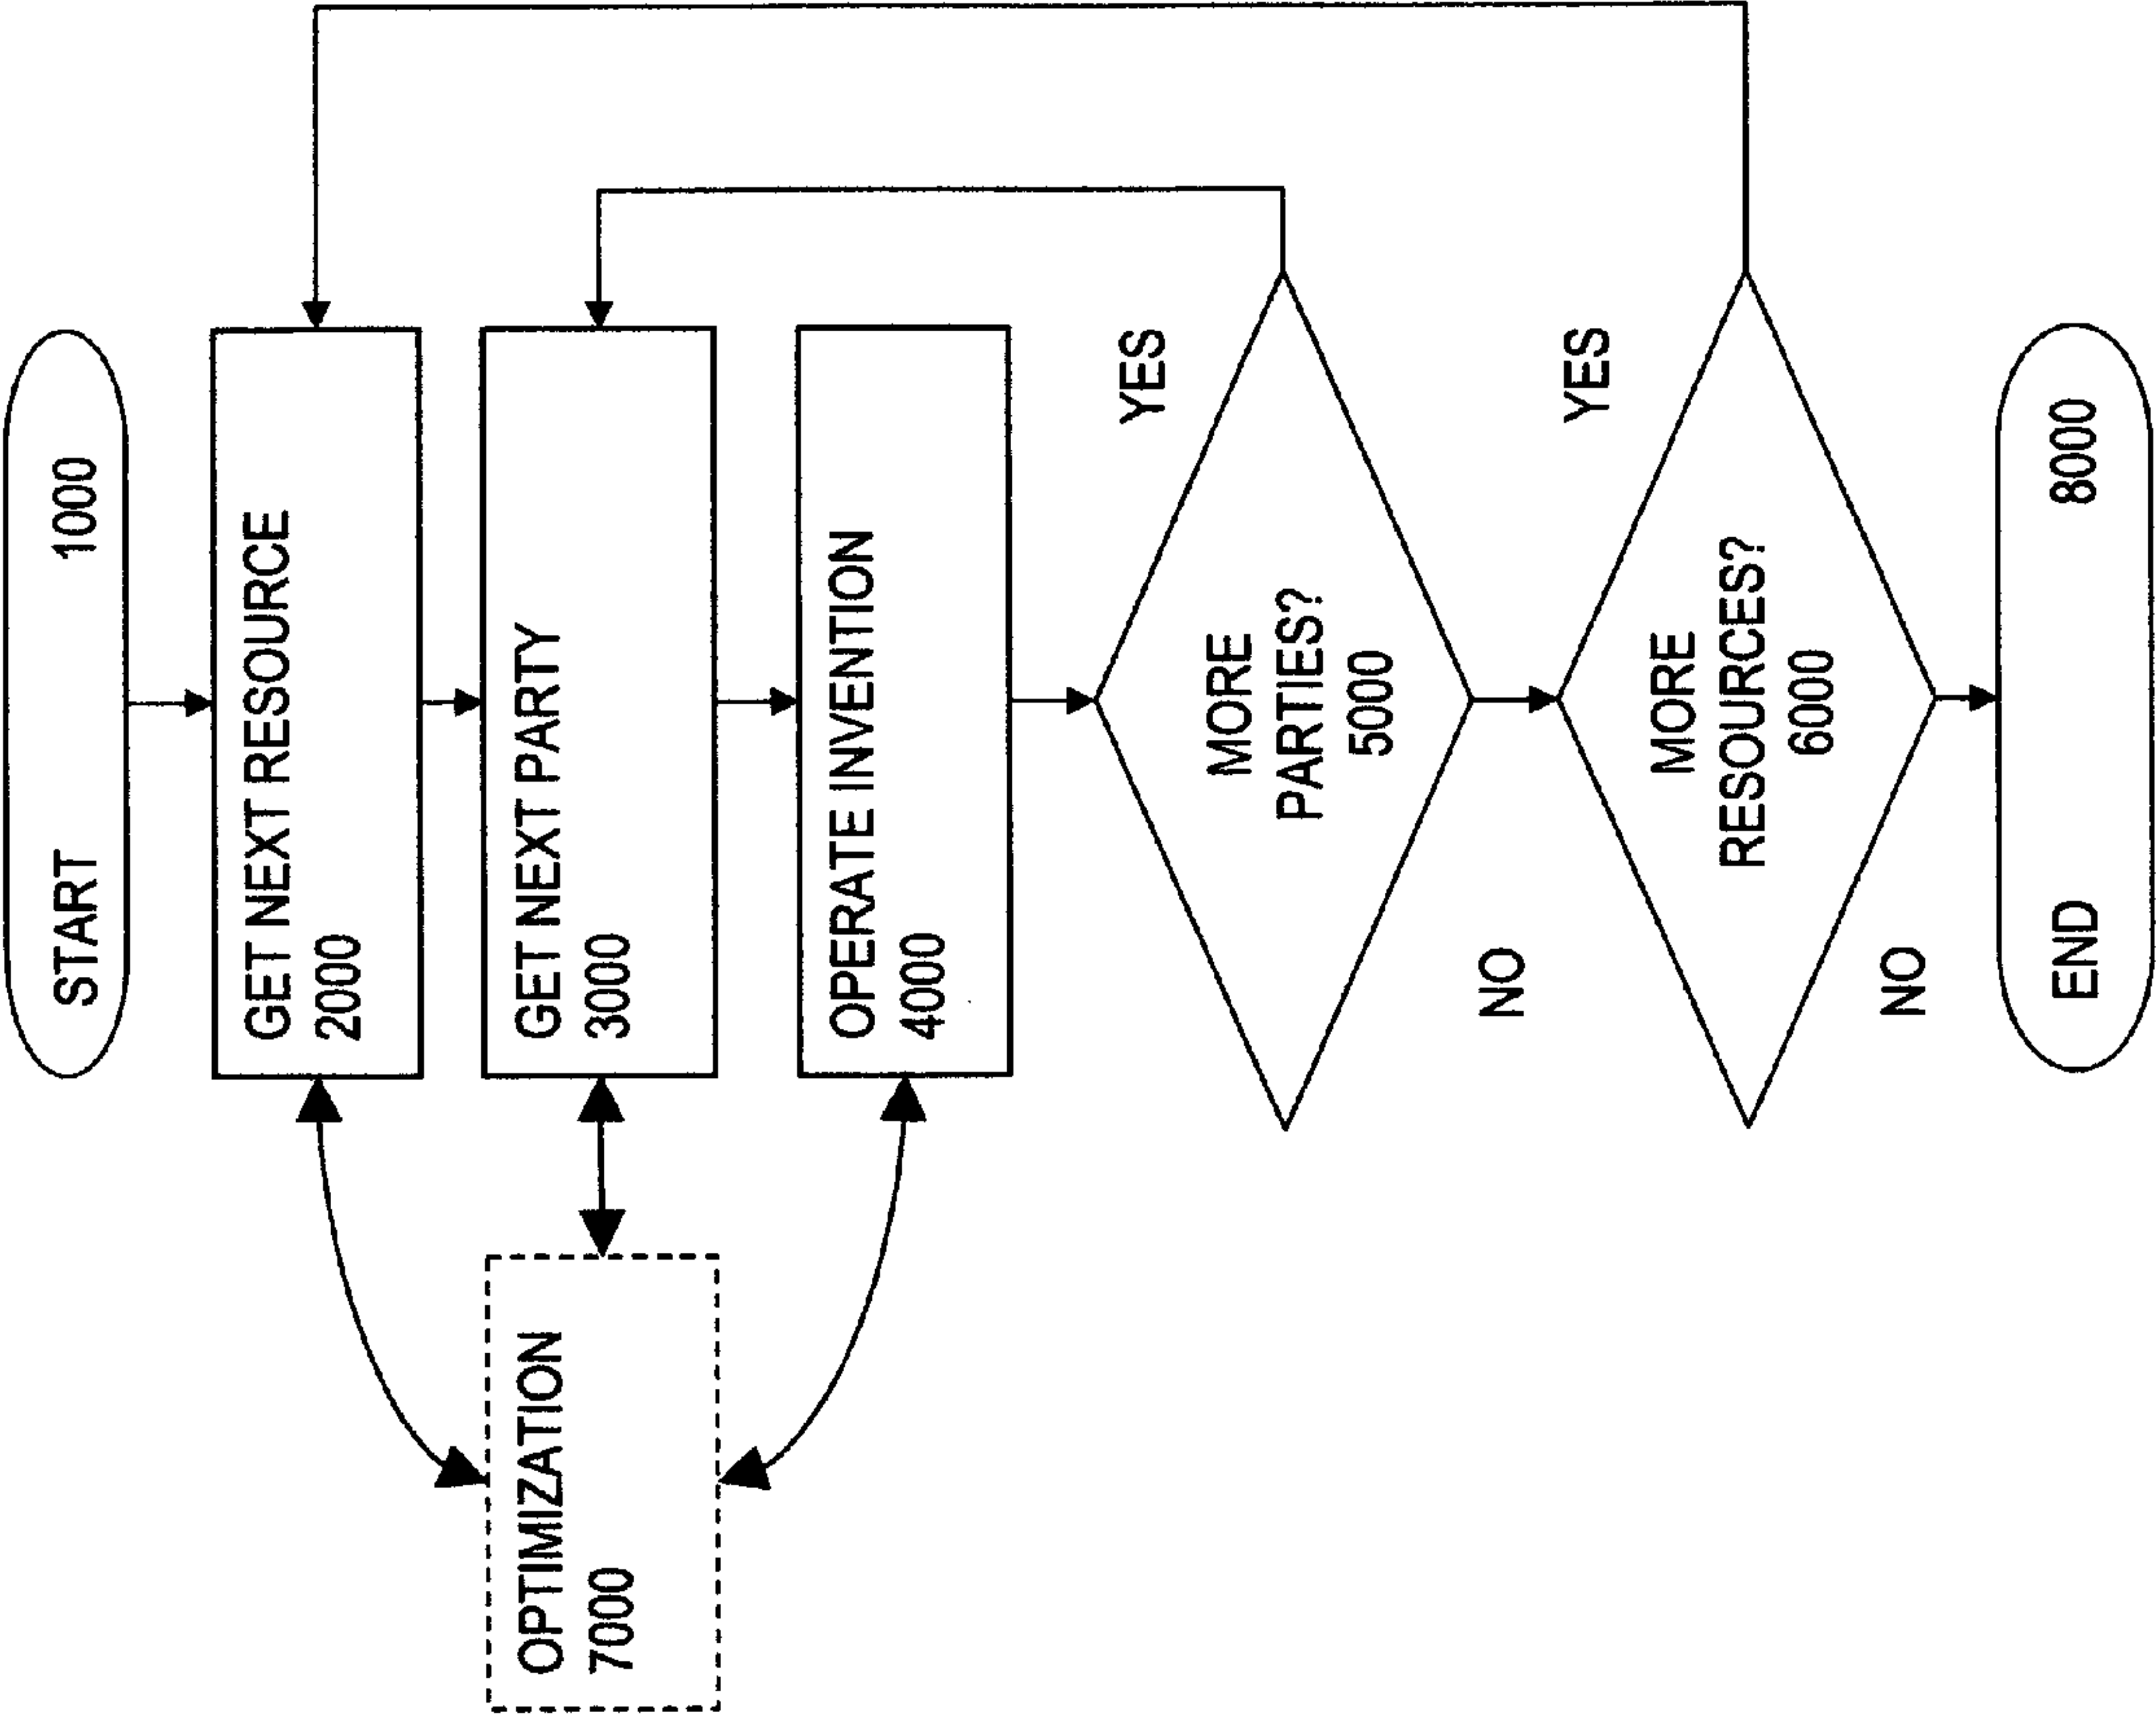 START 1000
GET NEXT RESOURCE
2000
GET NEXT PARTY
3000
OPTIMIZATION
7000
OPERATE INVENTION
4000
YES
MORE
PARTIES?
5000
NO
YES
MORE
RESOURCES?
6000
NO
END 8000